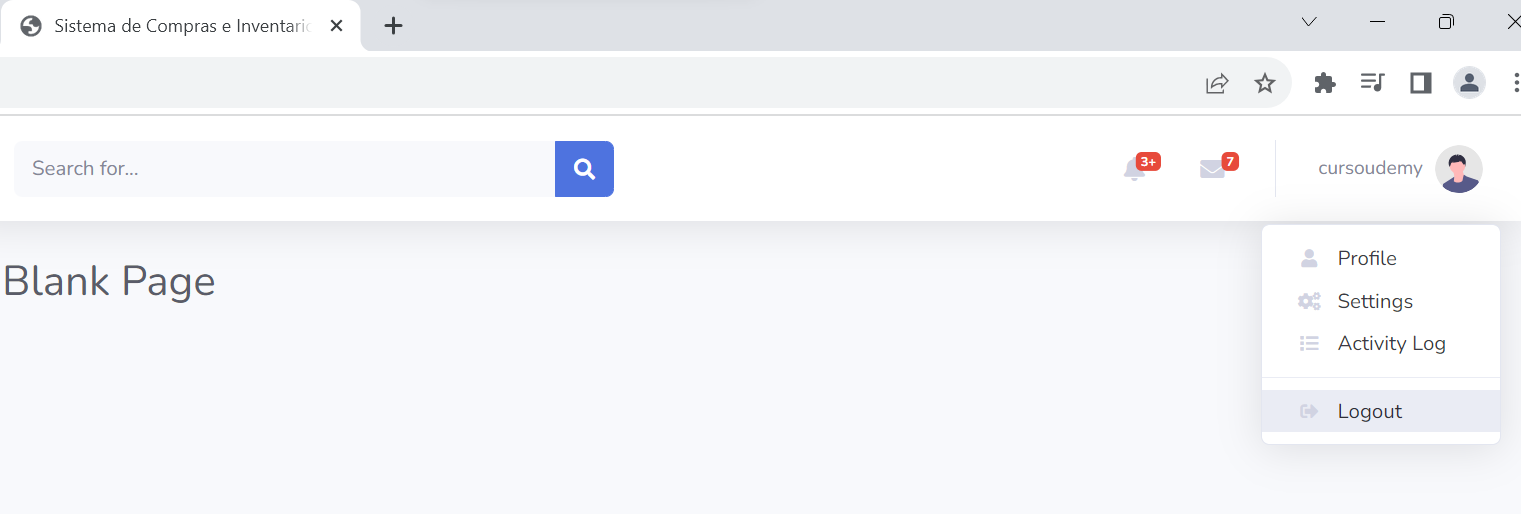 Sistema de Compras e Inventario
Search for...
3+
7
cursoudemy
Blank Page
Profile
Settings
Activity Log
Logout